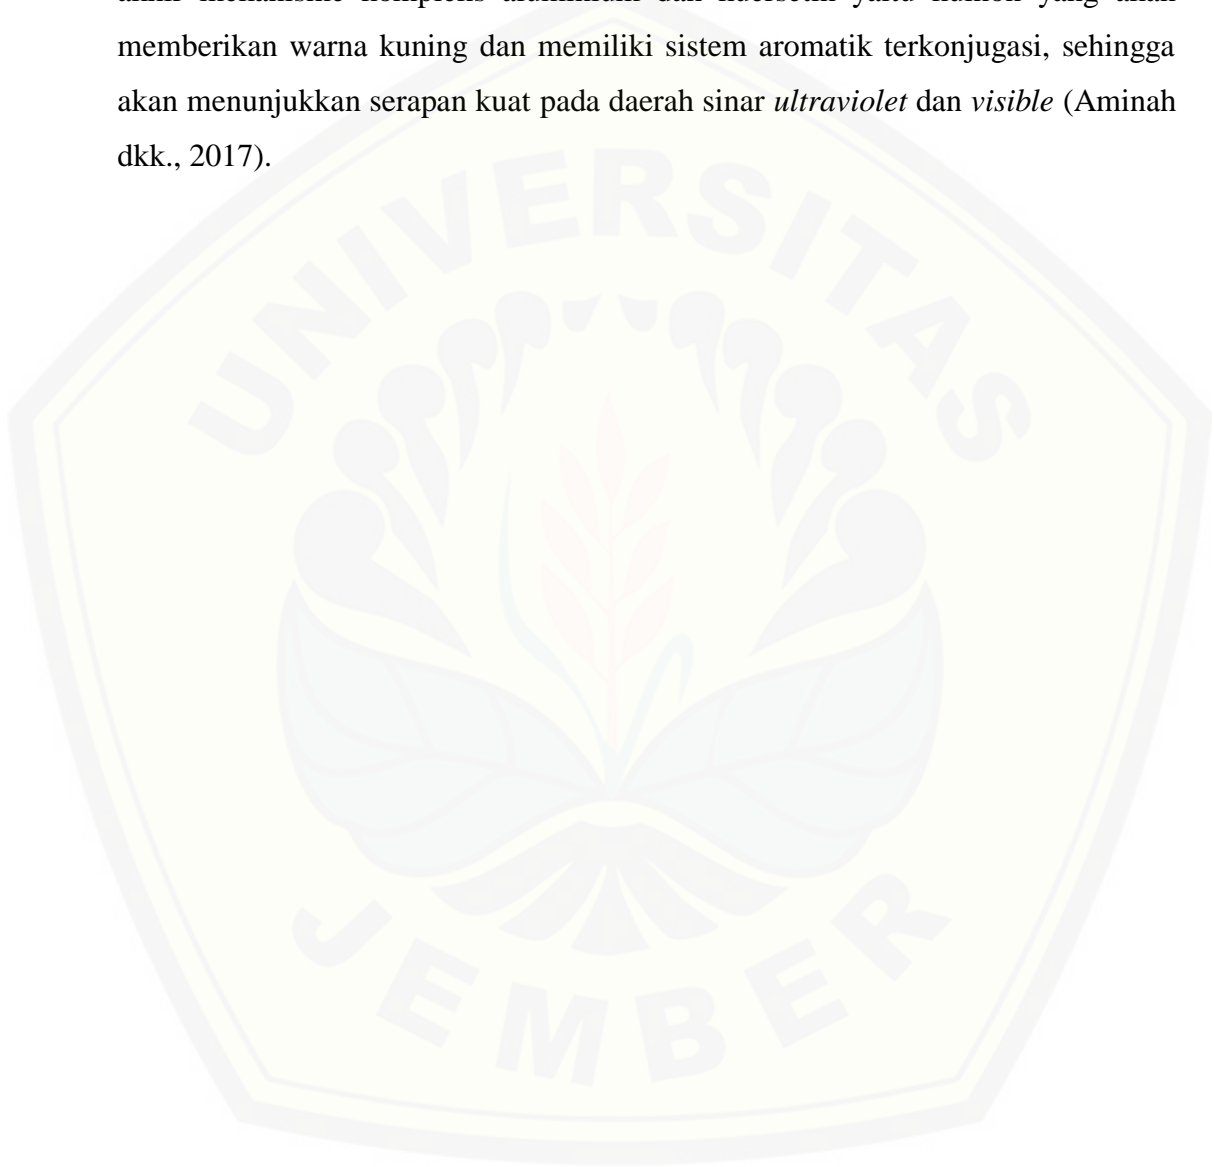 memberikan warna kuning dan memiliki sistem aromatik terkonjugasi, sehingga
akan menunjukkan serapan kuat pada daerah sinar ultraviolet dan visible (Aminah
dkk., 2017).
UNIVERSITAS
JEMBER